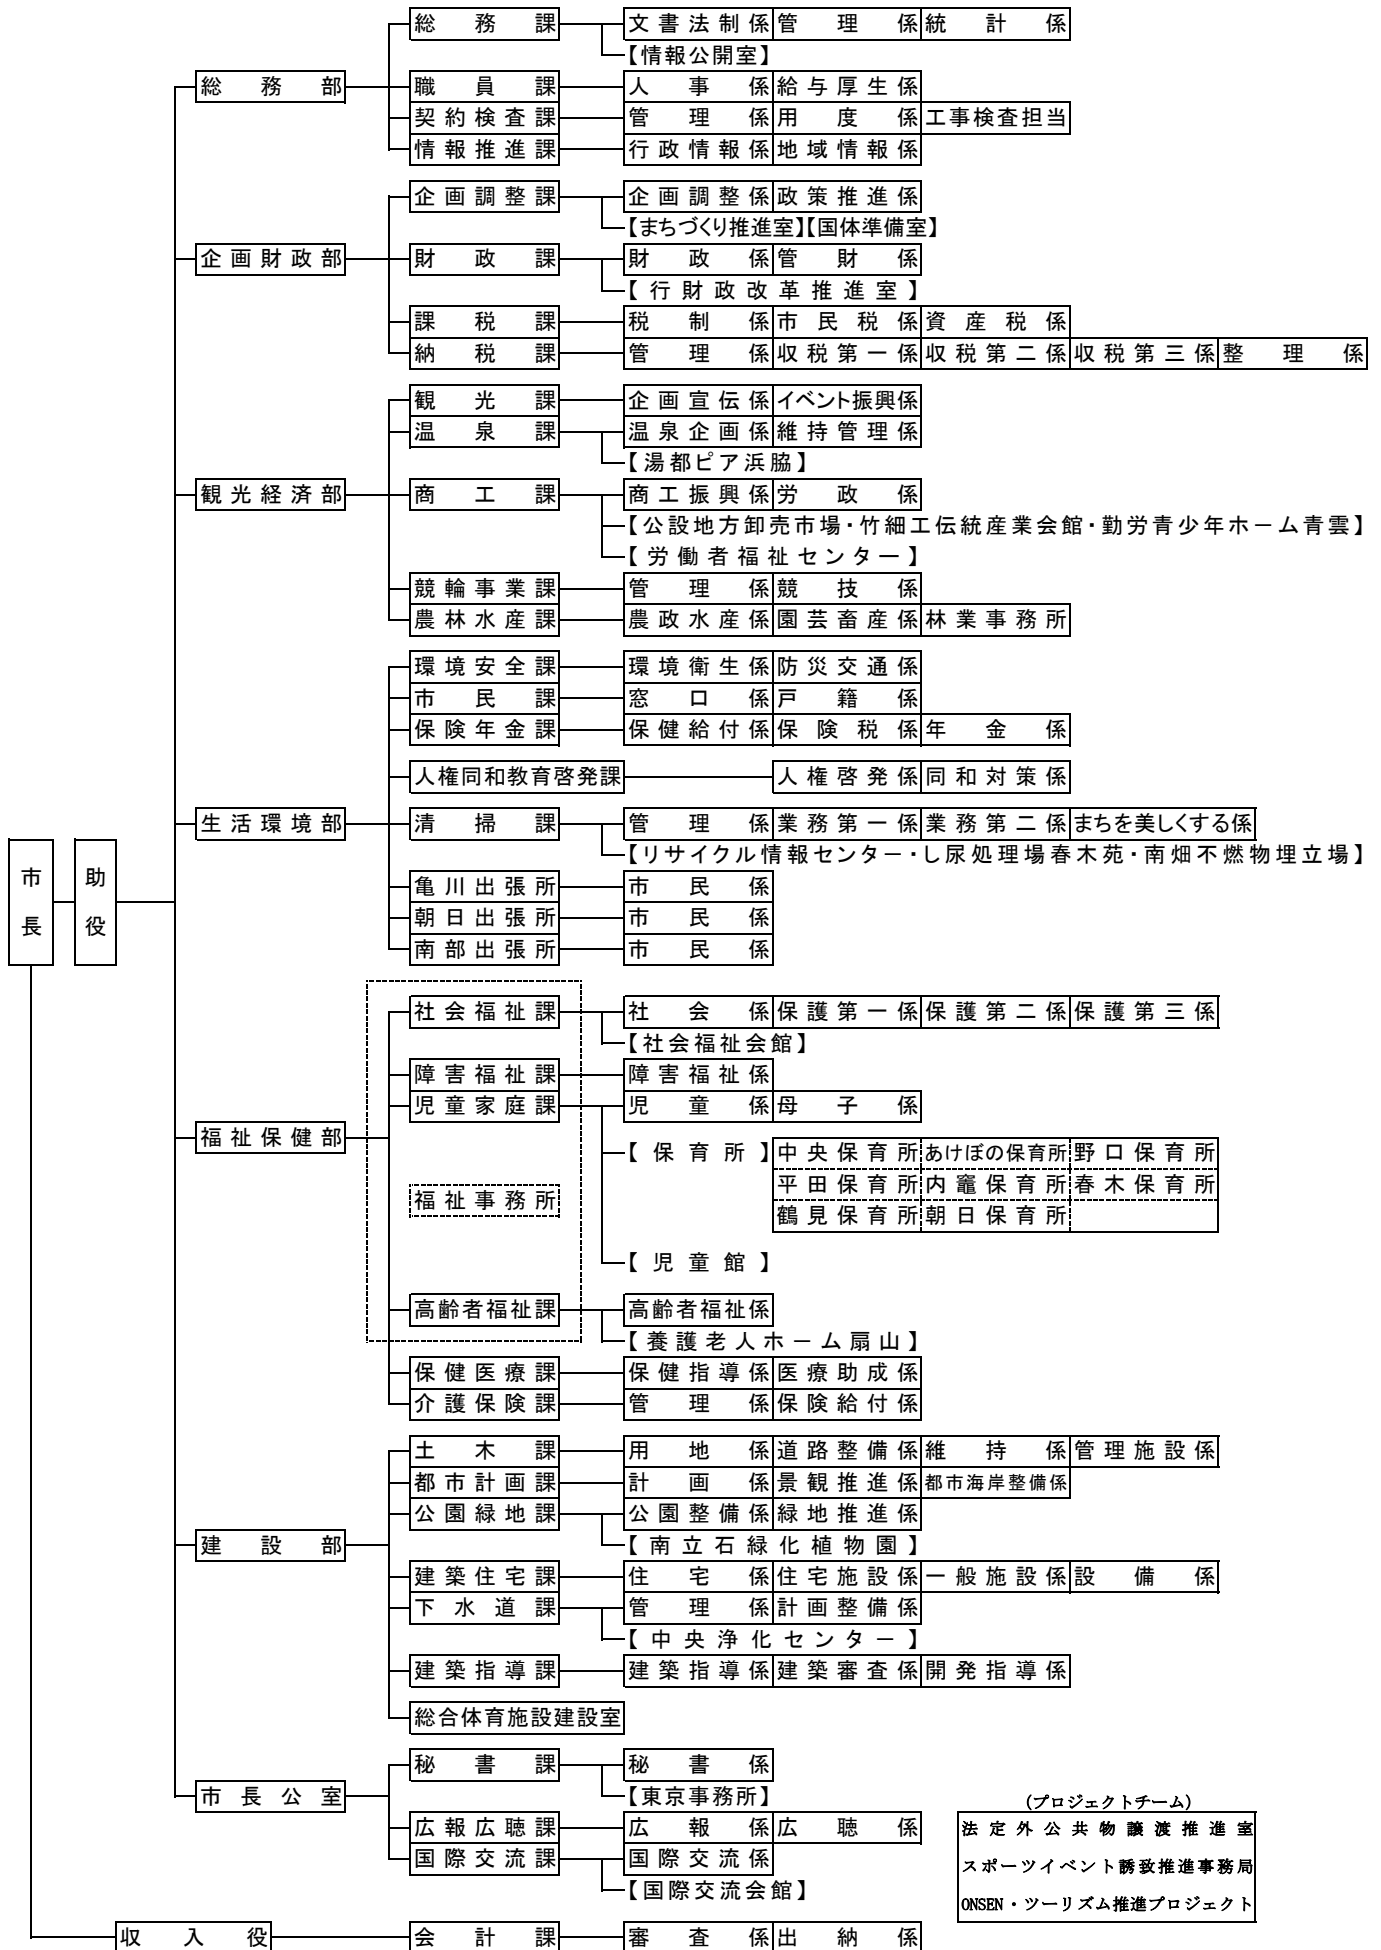 総務課 文書法制係 管理係 統計係
【情報公開室】
総務部 職員課 人事係 給与厚生係
契約検査課 管理係 用度係 工事検査担当
情報推進課 行政情報係 地域情報係
企画調整課 企画調整係 政策推進係
【まちづくり推進室】【国体準備室】
企画財政部 財政課 財政係 管財係
【行財政改革推進室】
課税課 税制係 市民税係 資産税係
納税課 管理係 収税第一係 収税第二係 収税第三係 整理係
観光課 企画宣伝係 イベント振興係
温泉課 温泉企画係 維持管理係
【湯都ピア浜脇】
観光経済部 商工課 商工振興係 労政係
【公設地方卸売市場・竹細工伝統産業会館・勤労青少年ホーム青雲】
【労働者福祉センター】
競輪事業課 管理係 競技係
農林水産課 農政水産係 園芸畜産係 林業事務所
環境安全課 環境衛生係 防災交通係
市民課 窓口係 戸籍係
保険年金課 保健給付係 保険税係 年金係
人権同和教育啓発課 人権啓発係 同和対策係
生活環境部 清掃課 管理係 業務第一係 業務第二係 まちを美しくする係
【リサイクル情報センター・し尿処理場春木苑・南畑不燃物埋立場】
市長 助役
亀川出張所 市民係
朝日出張所 市民係
南部出張所 市民係
社会福祉課 社会係 保護第一係 保護第二係 保護第三係
【社会福祉会館】
障害福祉課 障害福祉係
児童家庭課 児童係 母子係
福祉保健部 【保育所】 中央保育所 あけぼの保育所 野口保育所
平田保育所 内竈保育所 春木保育所
福祉事務所
鶴見保育所 朝日保育所
【児童館】
高齢者福祉課 高齢者福祉係
【養護老人ホーム扇山】
保健医療課 保健指導係 医療助成係
介護保険課 管理係 保険給付係
土木課 用地係 道路整備係 維持係 管理施設係
都市計画課 計画係 景観推進係 都市海岸整備係
公園緑地課 公園整備係 緑地推進係
建設部 【南立石緑化植物園】
建築住宅課 住宅係 住宅施設係 一般施設係 設備係
下水道課 管理係 計画整備係
【中央浄化センター】
建築指導課 建築指導係 建築審査係 開発指導係
総合体育施設建設室
秘書課 秘書係
市長公室 【東京事務所】
広報広聴課 広報係 広聴係
国際交流課 国際交流係
【国際交流会館】
(プロジェクトチーム)
法定外公共物譲渡推進室
スポーツイベント誘致推進事務局
ONSEN・ツーリズム推進プロジェクト
収入役 会計課 審査係 出納係